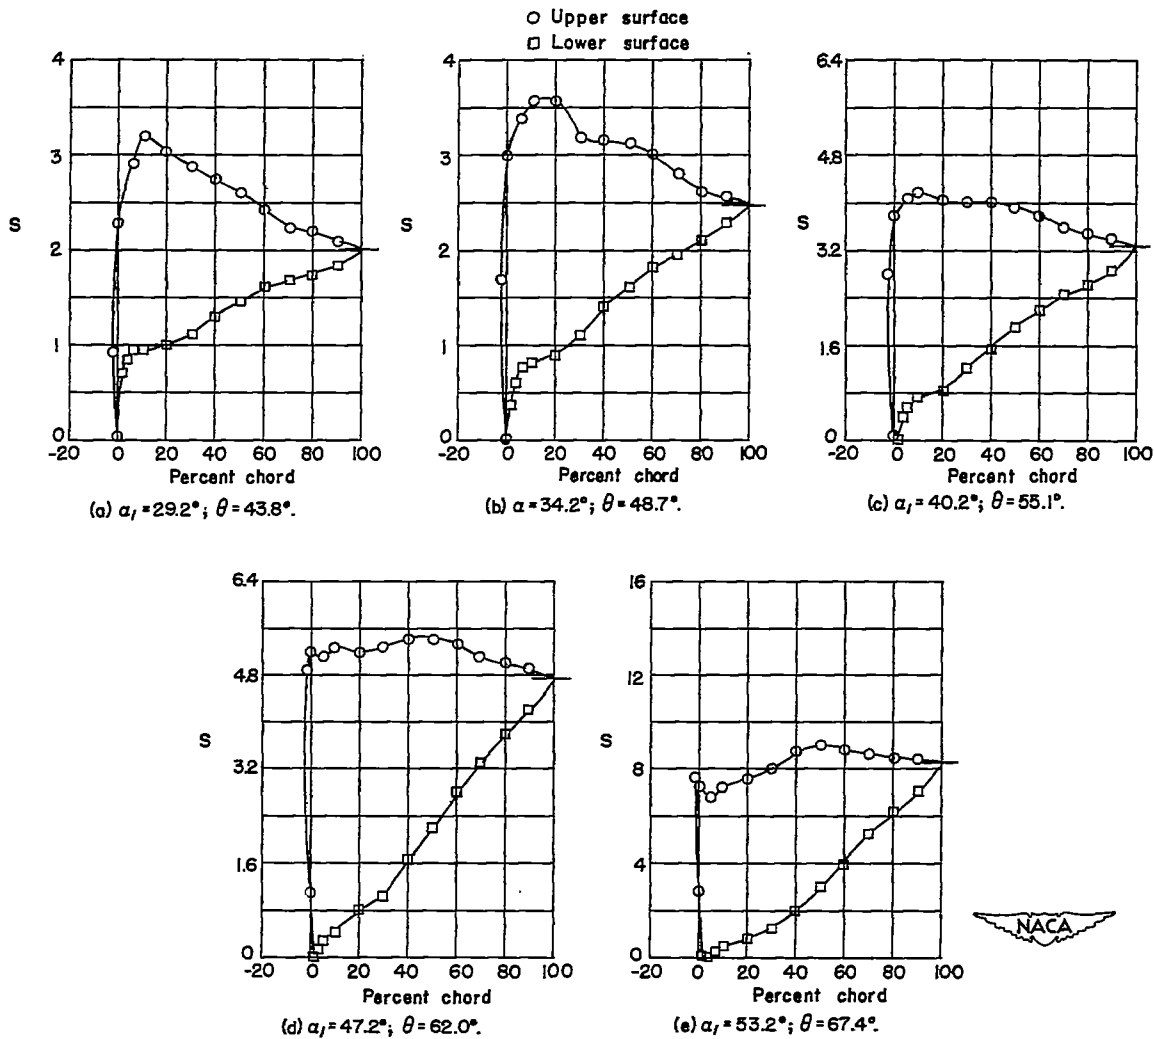 ○ Upper surface
□ Lower surface
4
3
S
2
1
0
-20 0 20 40 60 80 100
Percent chord
(a) α₁=29.2°; θ=43.8°.
4
3
S
2
1
0
-20 0 20 40 60 80 100
Percent chord
(b) α=34.2°; θ=48.7°.
6.4
4.8
S
3.2
1.6
0
-20 0 20 40 60 80 100
Percent chord
(c) α₁=40.2°; θ=55.1°.
6.4
4.8
S
3.2
1.6
0
-20 0 20 40 60 80 100
Percent chord
(d) α₁=47.2°; θ=62.0°.
16
12
S
8
4
0
-20 0 20 40 60 80 100
Percent chord
(e) α₁=53.2°; θ=67.4°.
NACA